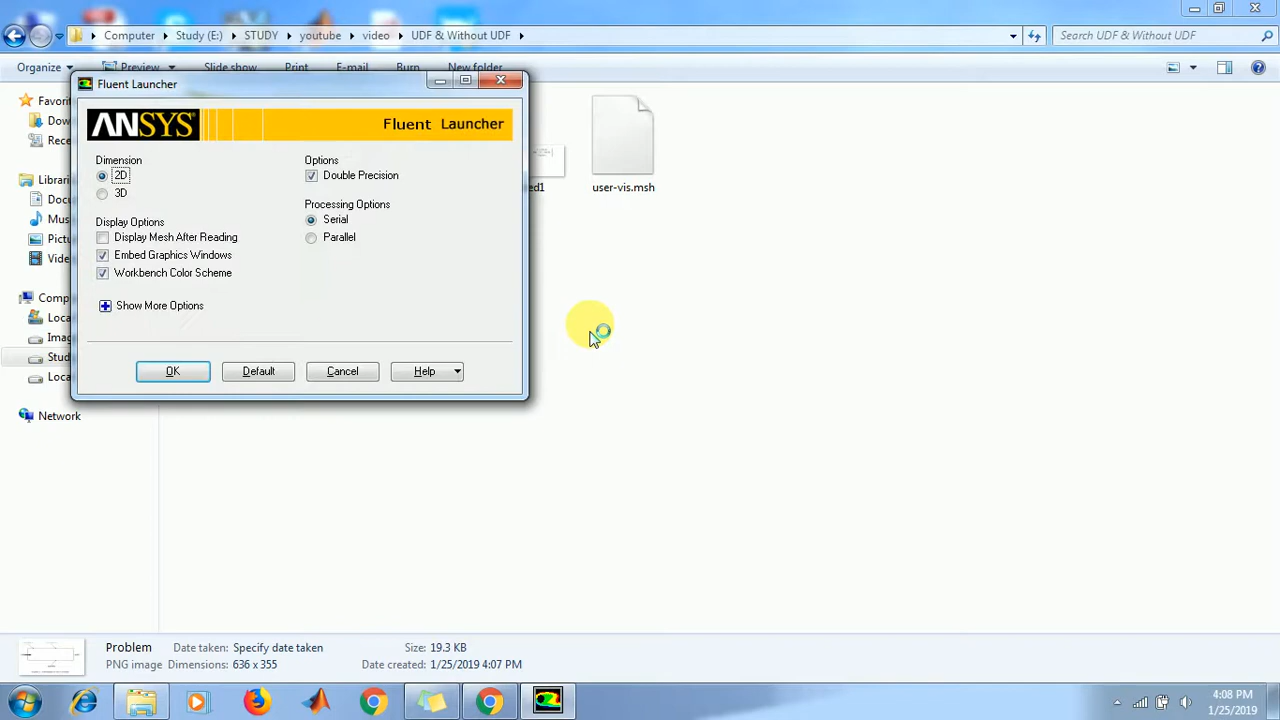 Computer Study (E:) STUDY youtube video UDF & Without UDF
Search UDF & Without UDF
Organize Preview Slide show Print E-mail Burn New folder
Fluent Launcher
ANSYS Fluent Launcher
Dimension
2D
3D
Options
Double Precision
Processing Options
Serial
Parallel
Display Options
Display Mesh After Reading
Embed Graphics Windows
Workbench Color Scheme
Show More Options
OK Default Cancel Help
user-vis.msh
Network
Problem Date taken: Specify date taken Size: 19.3 KB
PNG image Dimensions: 636 x 355 Date created: 1/25/2019 4:07 PM
4:08 PM
1/25/2019